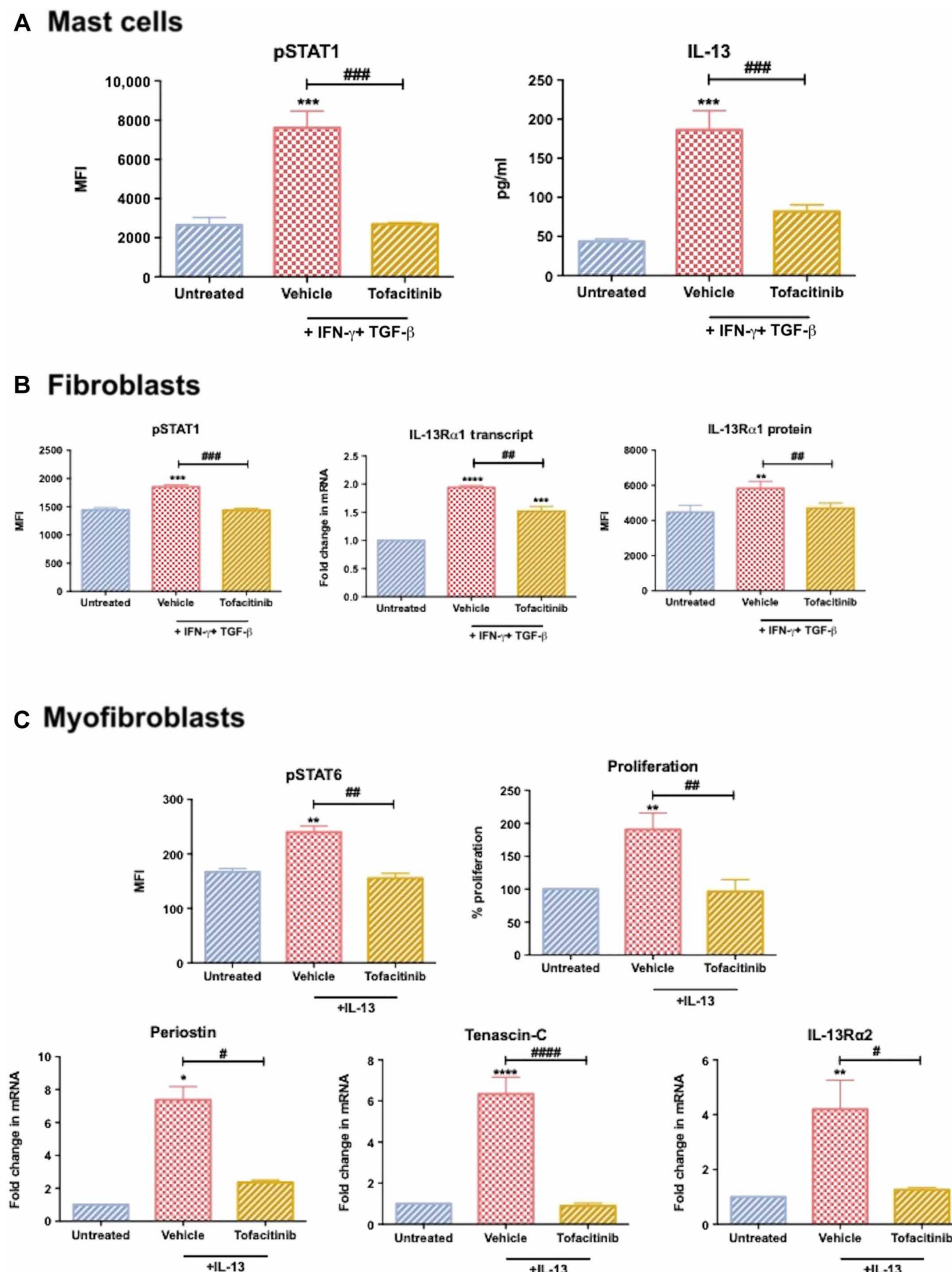 A Mast cells
pSTAT1
###
***
10,000
8000
6000
4000
2000
0
MFI
Untreated
Vehicle
Tofacitinib
+ IFN-γ+ TGF-β
IL-13
###
***
250
200
150
100
50
0
pg/ml
Untreated
Vehicle
Tofacitinib
+ IFN-γ+ TGF-β
B Fibroblasts
pSTAT1
###
***
2500
2000
1500
1000
500
0
MFI
Untreated
Vehicle
Tofacitinib
+ IFN-γ+ TGF-β
IL-13Rα1 transcript
##
****
***
2.5
2.0
1.5
1.0
0.5
0.0
Fold change in mRNA
Untreated
Vehicle
Tofacitinib
+ IFN-γ+ TGF-β
IL-13Rα1 protein
##
**
8000
6000
4000
2000
0
MFI
Untreated
Vehicle
Tofacitinib
+ IFN-γ+ TGF-β
C Myofibroblasts
pSTAT6
##
**
300
200
100
0
MFI
Untreated
Vehicle
Tofacitinib
+IL-13
Proliferation
##
**
250
200
150
100
50
0
% proliferation
Untreated
Vehicle
Tofacitinib
+IL-13
Periostin
#
*
10
8
6
4
2
0
Fold change in mRNA
Untreated
Vehicle
Tofacitinib
+IL-13
Tenascin-C
####
****
8
6
4
2
0
Fold change in mRNA
Untreated
Vehicle
Tofacitinib
+IL-13
IL-13Rα2
#
**
6
4
2
0
Fold change in mRNA
Untreated
Vehicle
Tofacitinib
+IL-13